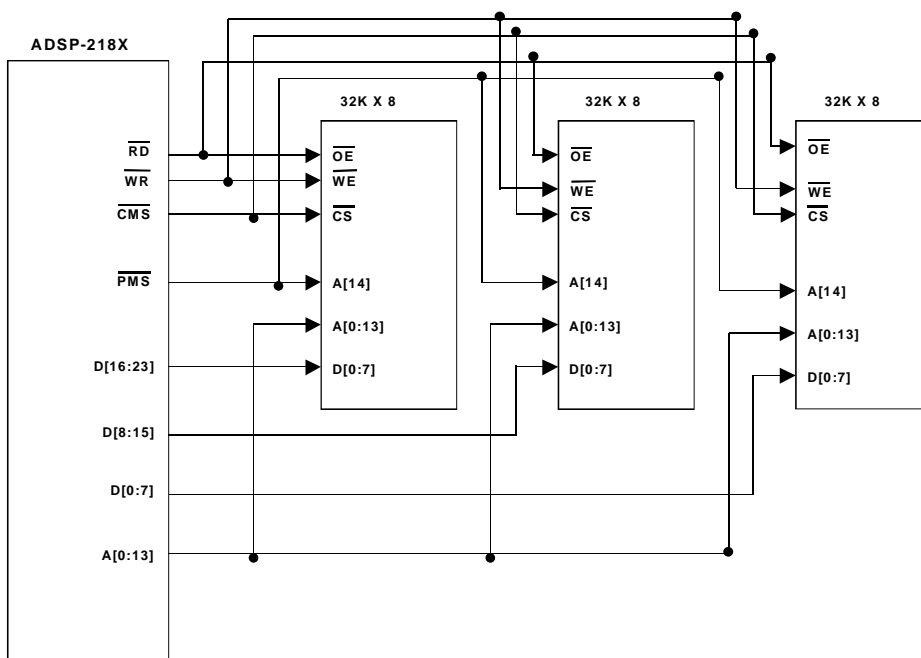 ADSP-218X
RD
WR
CMS
PMS
D[16:23]
D[8:15]
D[0:7]
A[0:13]
32K X 8
OE
WE
CS
A[14]
A[0:13]
D[0:7]
32K X 8
OE
WE
CS
A[14]
A[0:13]
D[0:7]
32K X 8
OE
WE
CS
A[14]
A[0:13]
D[0:7]